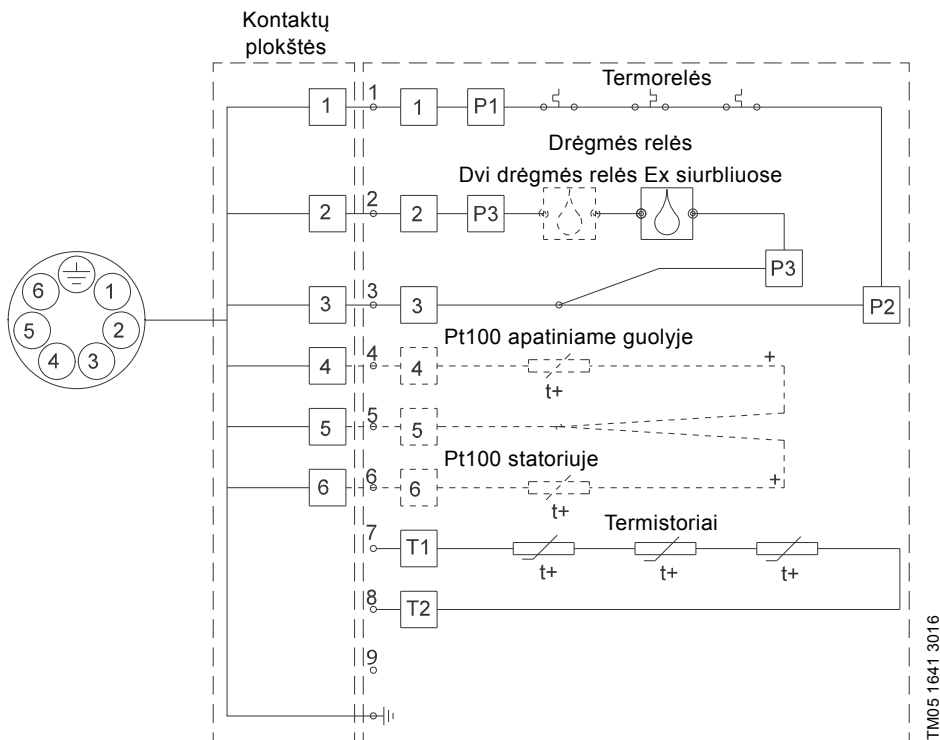 Kontaktų
plokštės
Termorelės
1 1 1 P1
Drėgmės relės
Dvi drėgmės relės Ex siurbliuose
2 2 2 P3
P3
6 1
5 2
4 3
3 3 3 P2
Pt100 apatiniame guolyje
4 4 4 +
t+
5 5 5
Pt100 statoriuje
6 6 6 +
t+
Termistoriai
7 T1
t+ t+ t+
8 T2
9
TM05 1641 3016